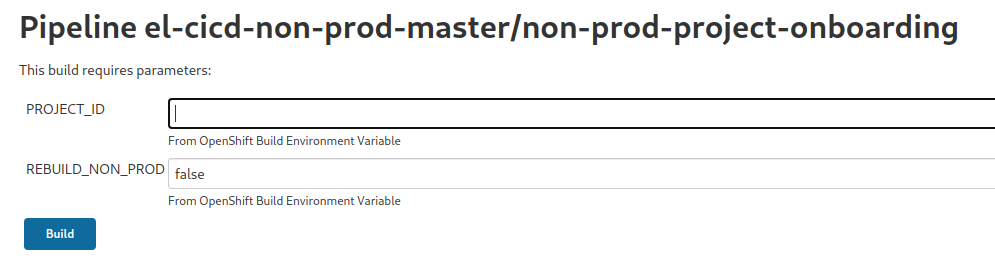 Pipeline el-cicd-non-prod-master/non-prod-project-onboarding
This build requires parameters:
PROJECT_ID
From OpenShift Build Environment Variable
REBUILD_NON_PROD false
From OpenShift Build Environment Variable
Build